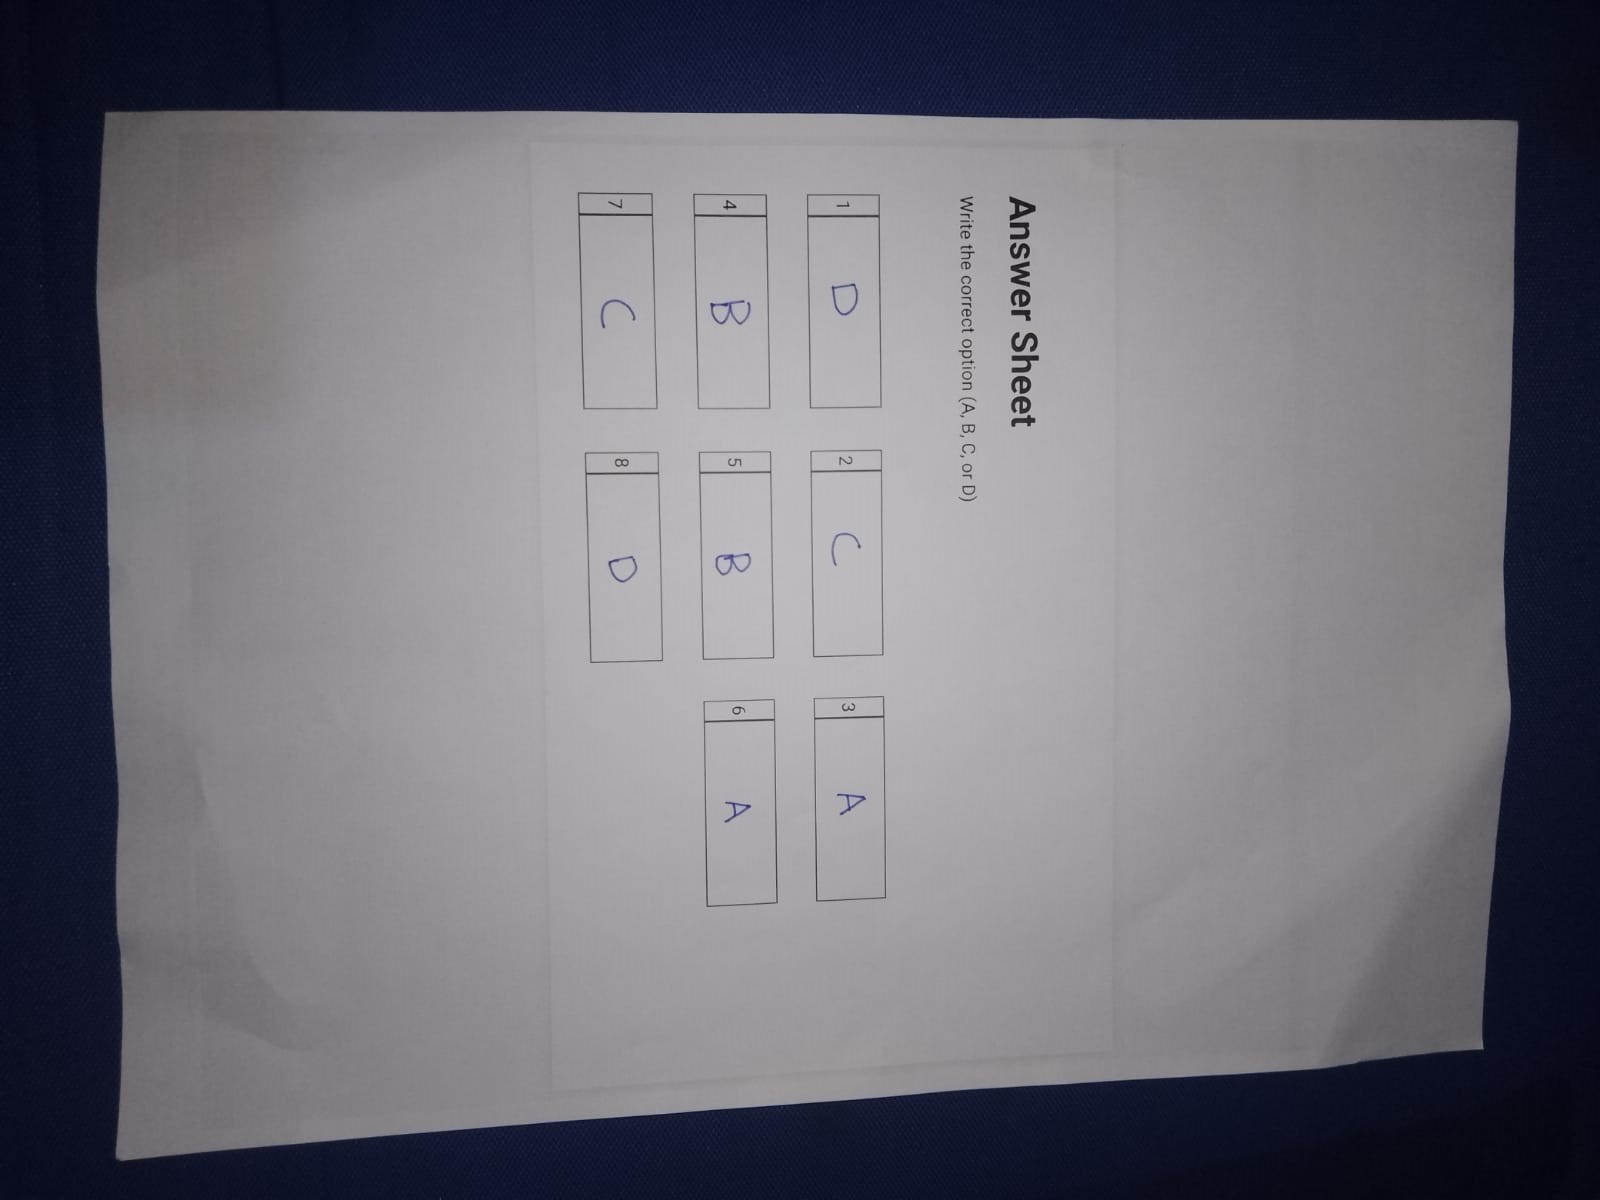 Answer Sheet
Write the correct option (A, B, C, or D)
1 D 2 C 3 A
4 B 5 B 6 A
7 C 8 D